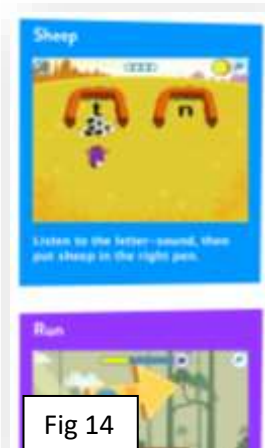 Sheep
t
n
Listen to the letter-sound, then
put sheep in the right pen.
Run
Fig 14